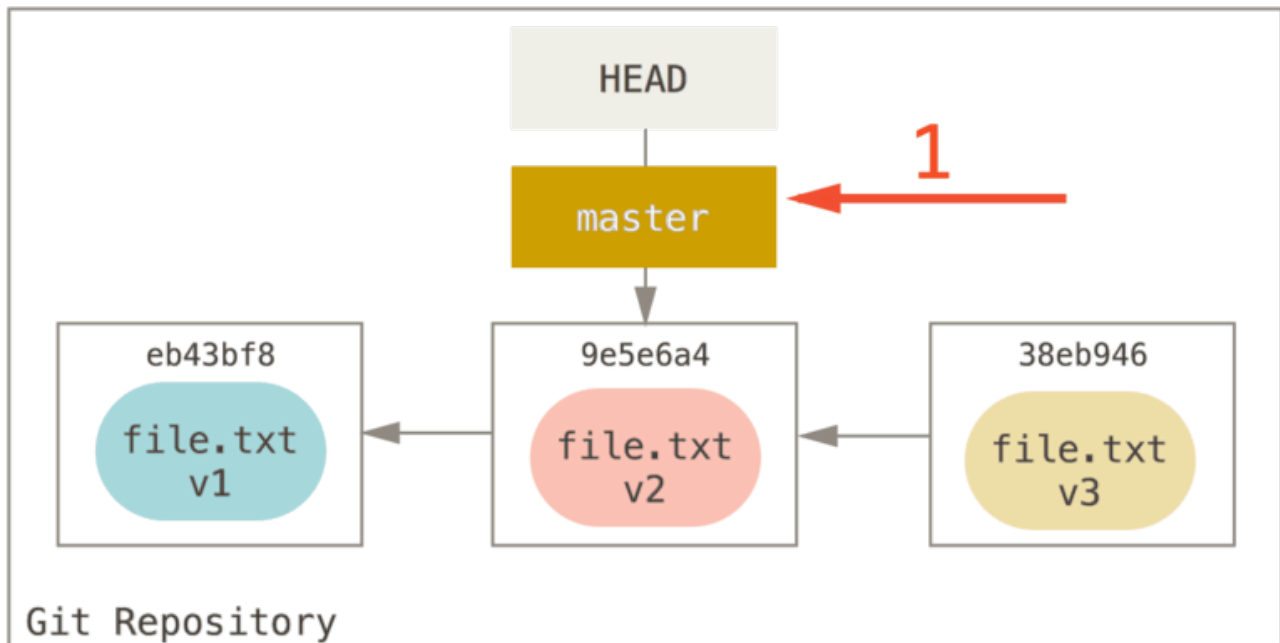 HEAD
1
master
eb43bf8
9e5e6a4
38eb946
file.txt
v1
file.txt
v2
file.txt
v3
Git Repository